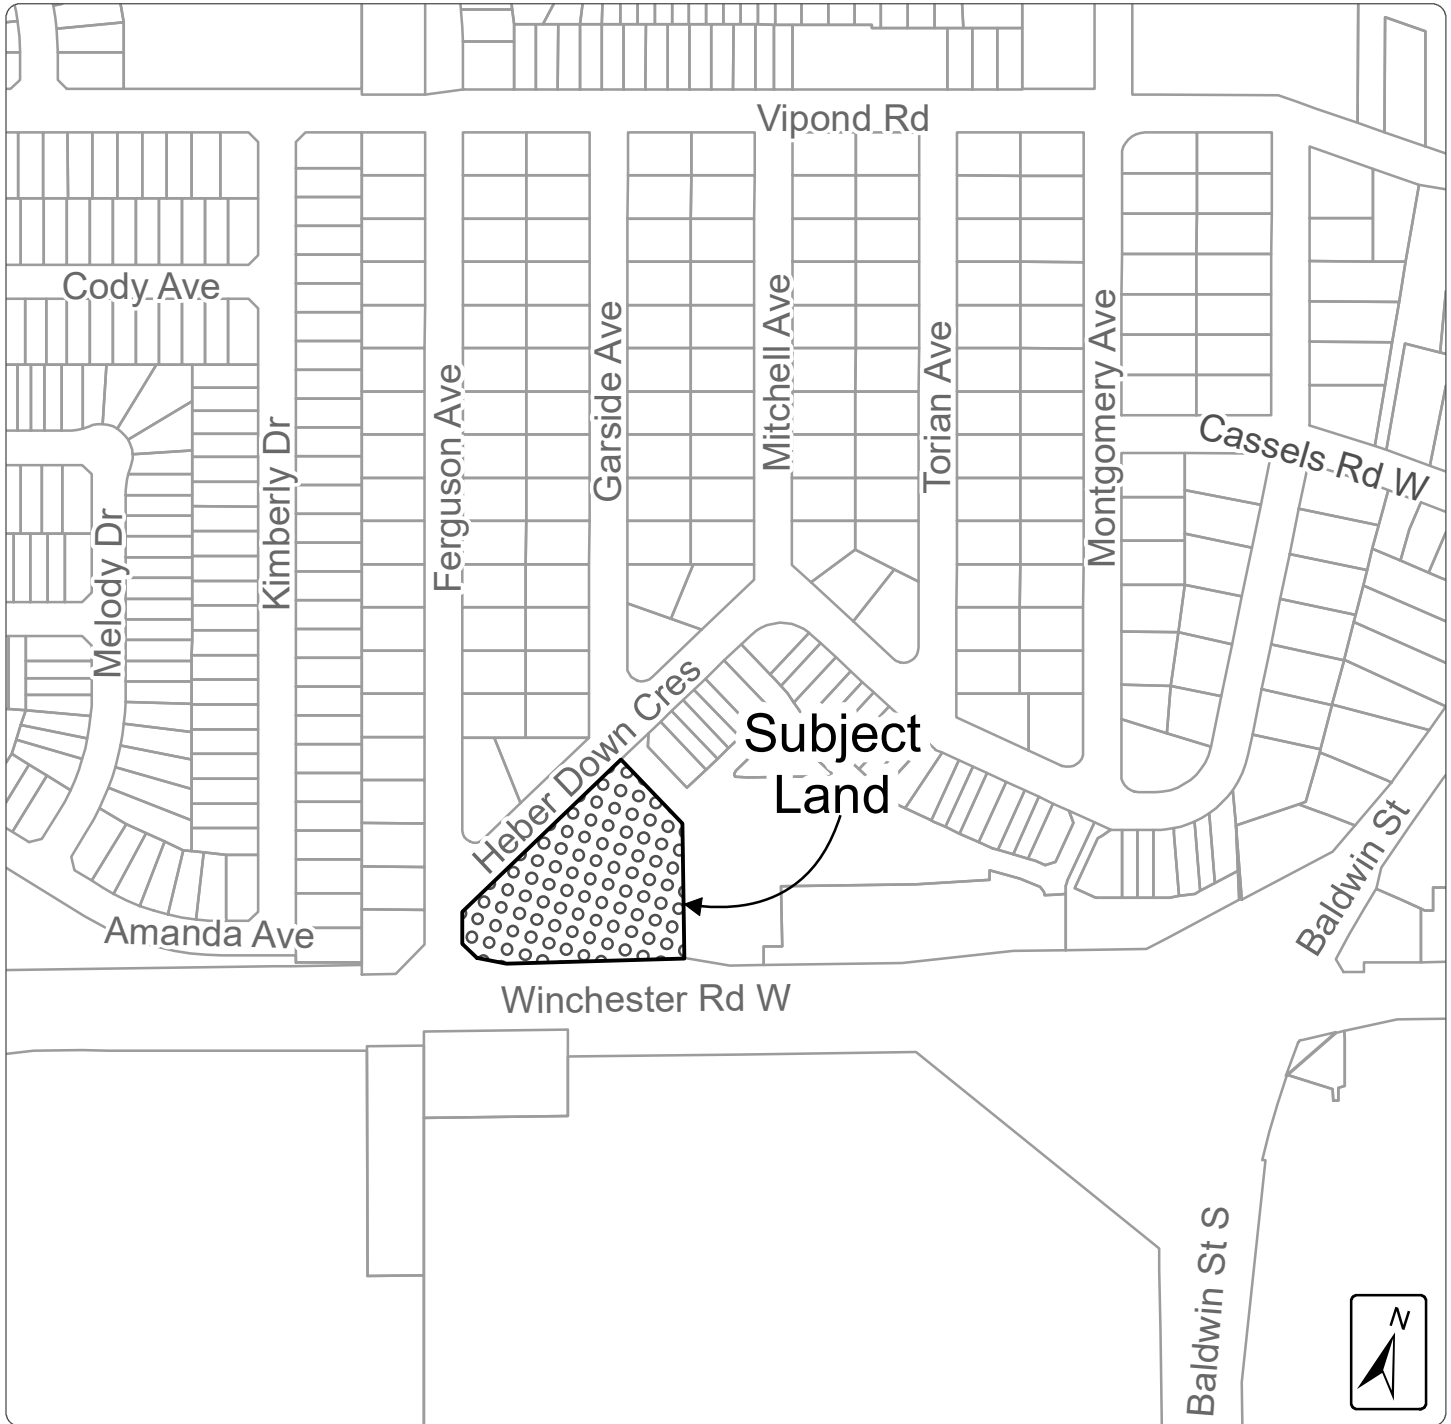 Vipond Rd
Cody Ave
Mitchell Ave
Garside Ave
Torian Ave
Montgomery Ave
Ferguson Ave
Kimberly Dr
Cassels Rd W
Melody Dr
Heber Down Cres
Subject
Land
Baldwin St
Amanda Ave
Winchester Rd W
Baldwin St S
N